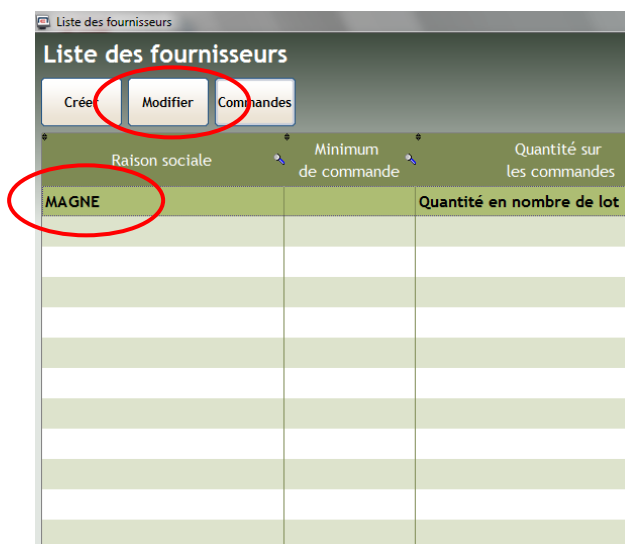 Liste des fournisseurs
Liste des fournisseurs
Créer Modifier Commandes
Raison sociale
Minimum
de commande
Quantité sur
les commandes
MAGNE Quantité en nombre de lot